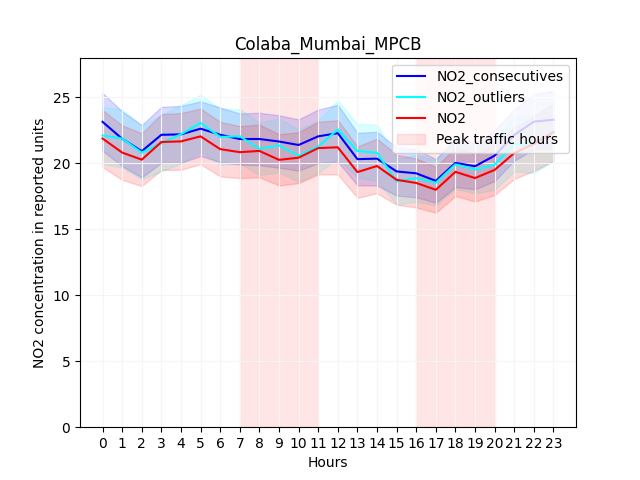 Colaba_Mumbai_MPCB
NO2_consecutives
NO2_outliers
NO2
Peak traffic hours
NO2 concentration in reported units
25
20
15
10
5
0
0 1 2 3 4 5 6 7 8 9 10 11 12 13 14 15 16 17 18 19 20 21 22 23
Hours